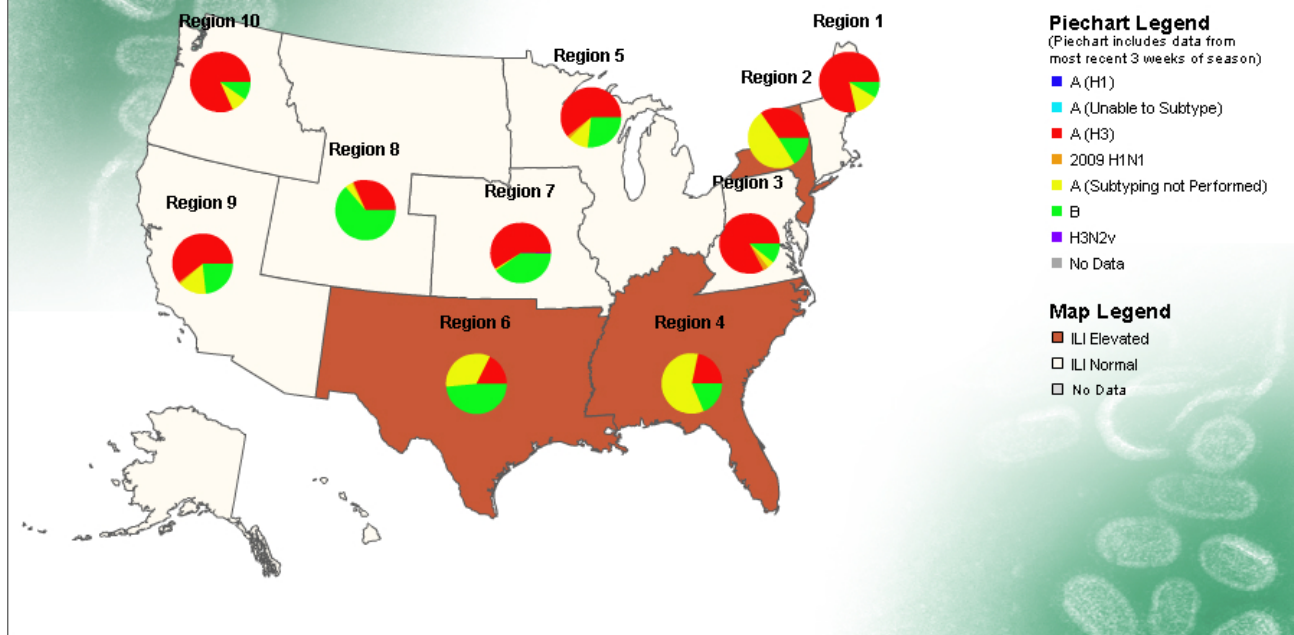 Region 10
Region 1
Region 5
Region 2
Region 8
Region 7
Region 3
Region 9
Region 6
Region 4
Piechart Legend
(Piechart includes data from
most recent 3 weeks of season)
A (H1)
A (Unable to Subtype)
A (H3)
2009 H1N1
A (Subtyping not Performed)
B
H3N2v
No Data
Map Legend
ILI Elevated
ILI Normal
No Data